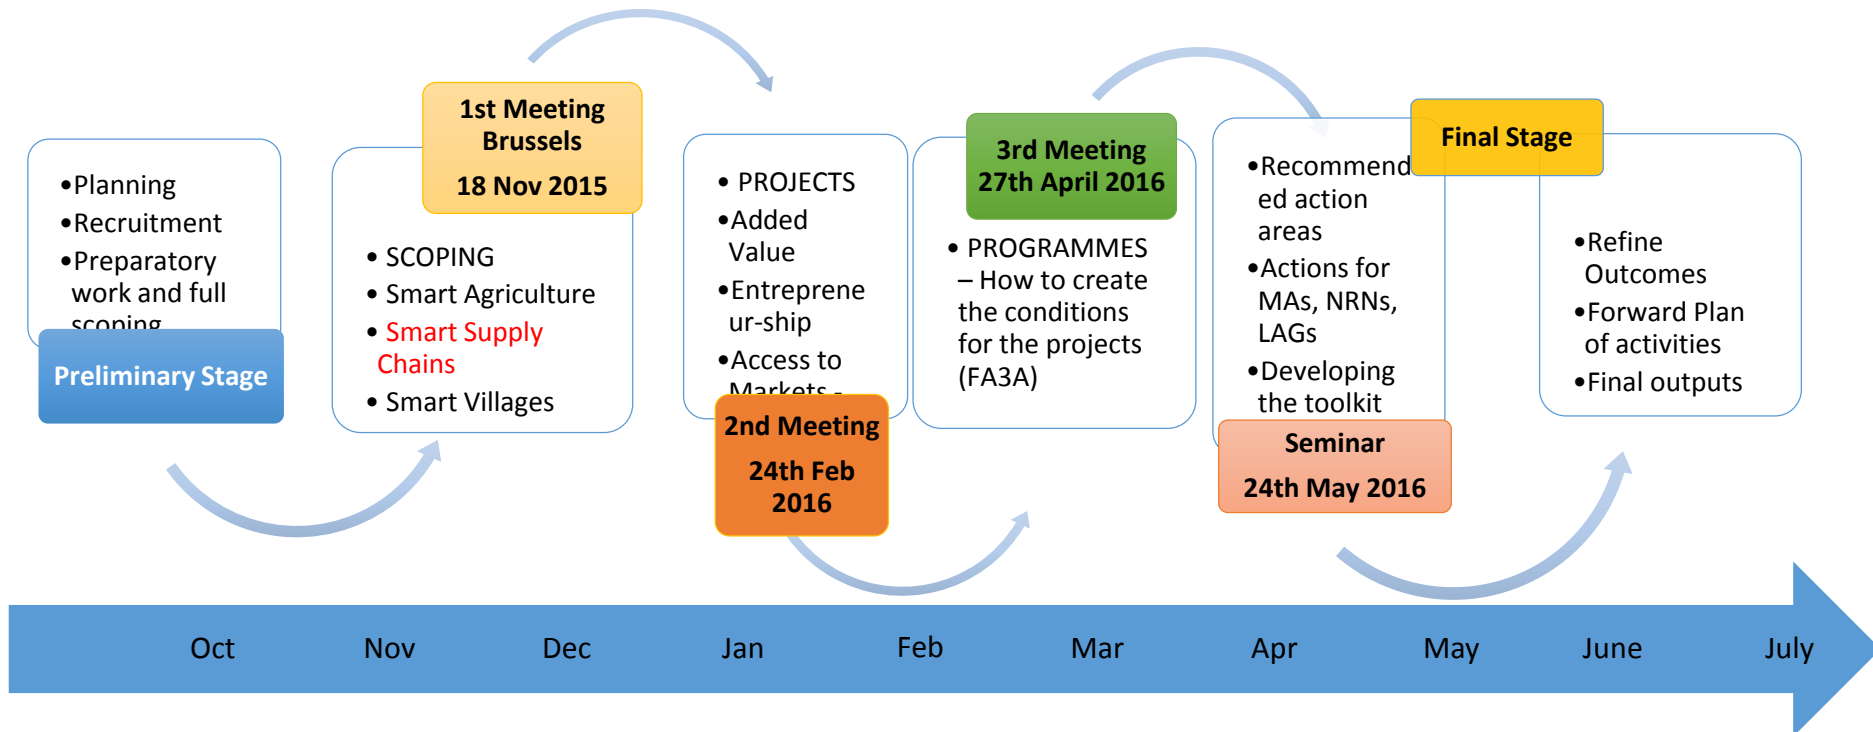 •Planning
•Recruitment
•Preparatory
work and full
scoping
Preliminary Stage
1st Meeting
Brussels
18 Nov 2015
• SCOPING
• Smart Agriculture
• Smart Supply
Chains
• Smart Villages
• PROJECTS
•Added
Value
•Entreprene
ur-ship
•Access to
Markets -
2nd Meeting
24th Feb
2016
3rd Meeting
27th April 2016
• PROGRAMMES
– How to create
the conditions
for the projects
(FA3A)
•Recommend
ed action
areas
•Actions for
MAs, NRNs,
LAGs
•Developing
the toolkit
Seminar
24th May 2016
Final Stage
•Refine
Outcomes
•Forward Plan
of activities
•Final outputs
Oct Nov Dec Jan Feb Mar Apr May June July